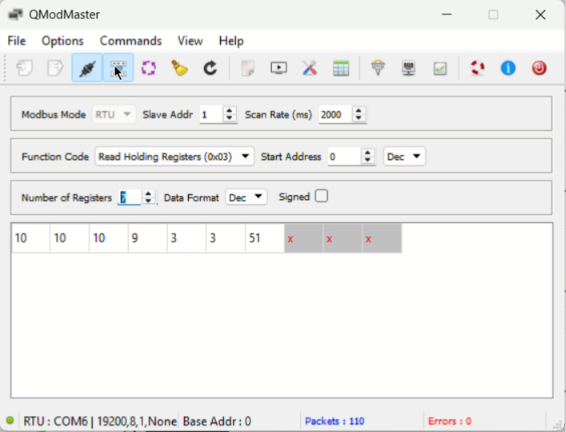 QModMaster
File Options Commands View Help
Modbus Mode RTU Slave Addr 1 Scan Rate (ms) 2000
Function Code Read Holding Registers (0x03) Start Address 0 Dec
Number of Registers 7 Data Format Dec Signed
10 10 10 9 3 3 51 x x x
RTU : COM6 | 19200,8,1,None Base Addr : 0 Packets : 110 Errors : 0